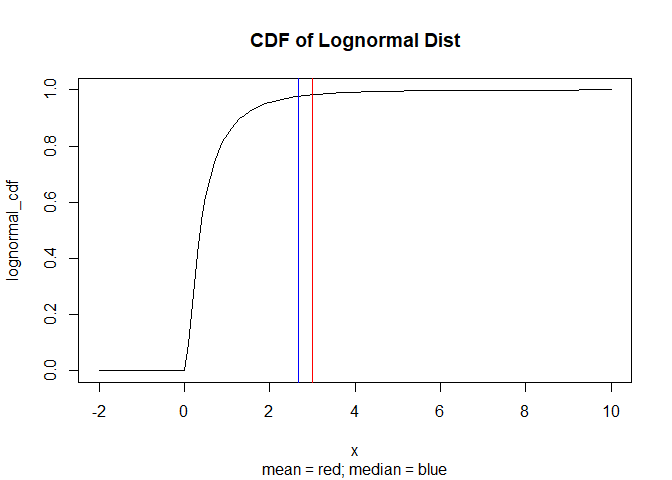 CDF of Lognormal Dist
lognormal_cdf
1.0
0.8
0.6
0.4
0.2
0.0
-2 0 2 4 6 8 10
x
mean = red; median = blue